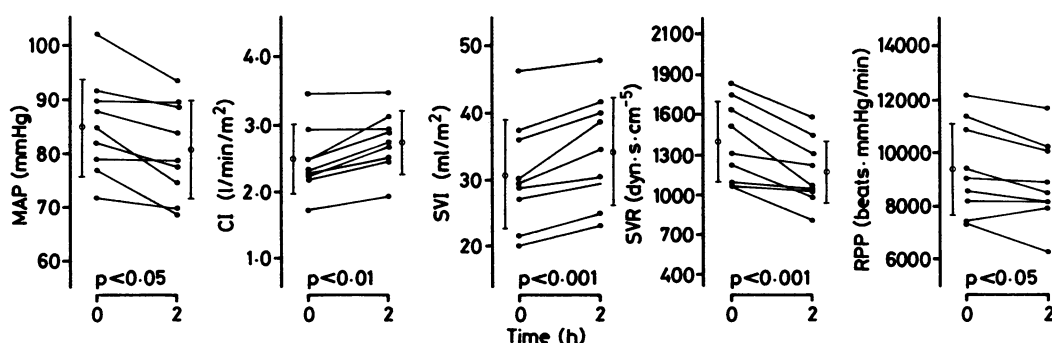 MAP (mmHg)
100
90
80
70
60
p<0·05
0 2
CI (l/min/m²)
4·0
3·0
2·0
1·0
p<0·01
0 2
SVI (ml/m²)
50
40
30
20
p<0·001
0 2
SVR (dyn·s·cm⁻⁵)
2100
1900
1600
1300
1000
700
400
p<0·001
0 2
RPP (beats·mmHg/min)
14000
12000
10000
8000
6000
p<0·05
0 2
Time (h)